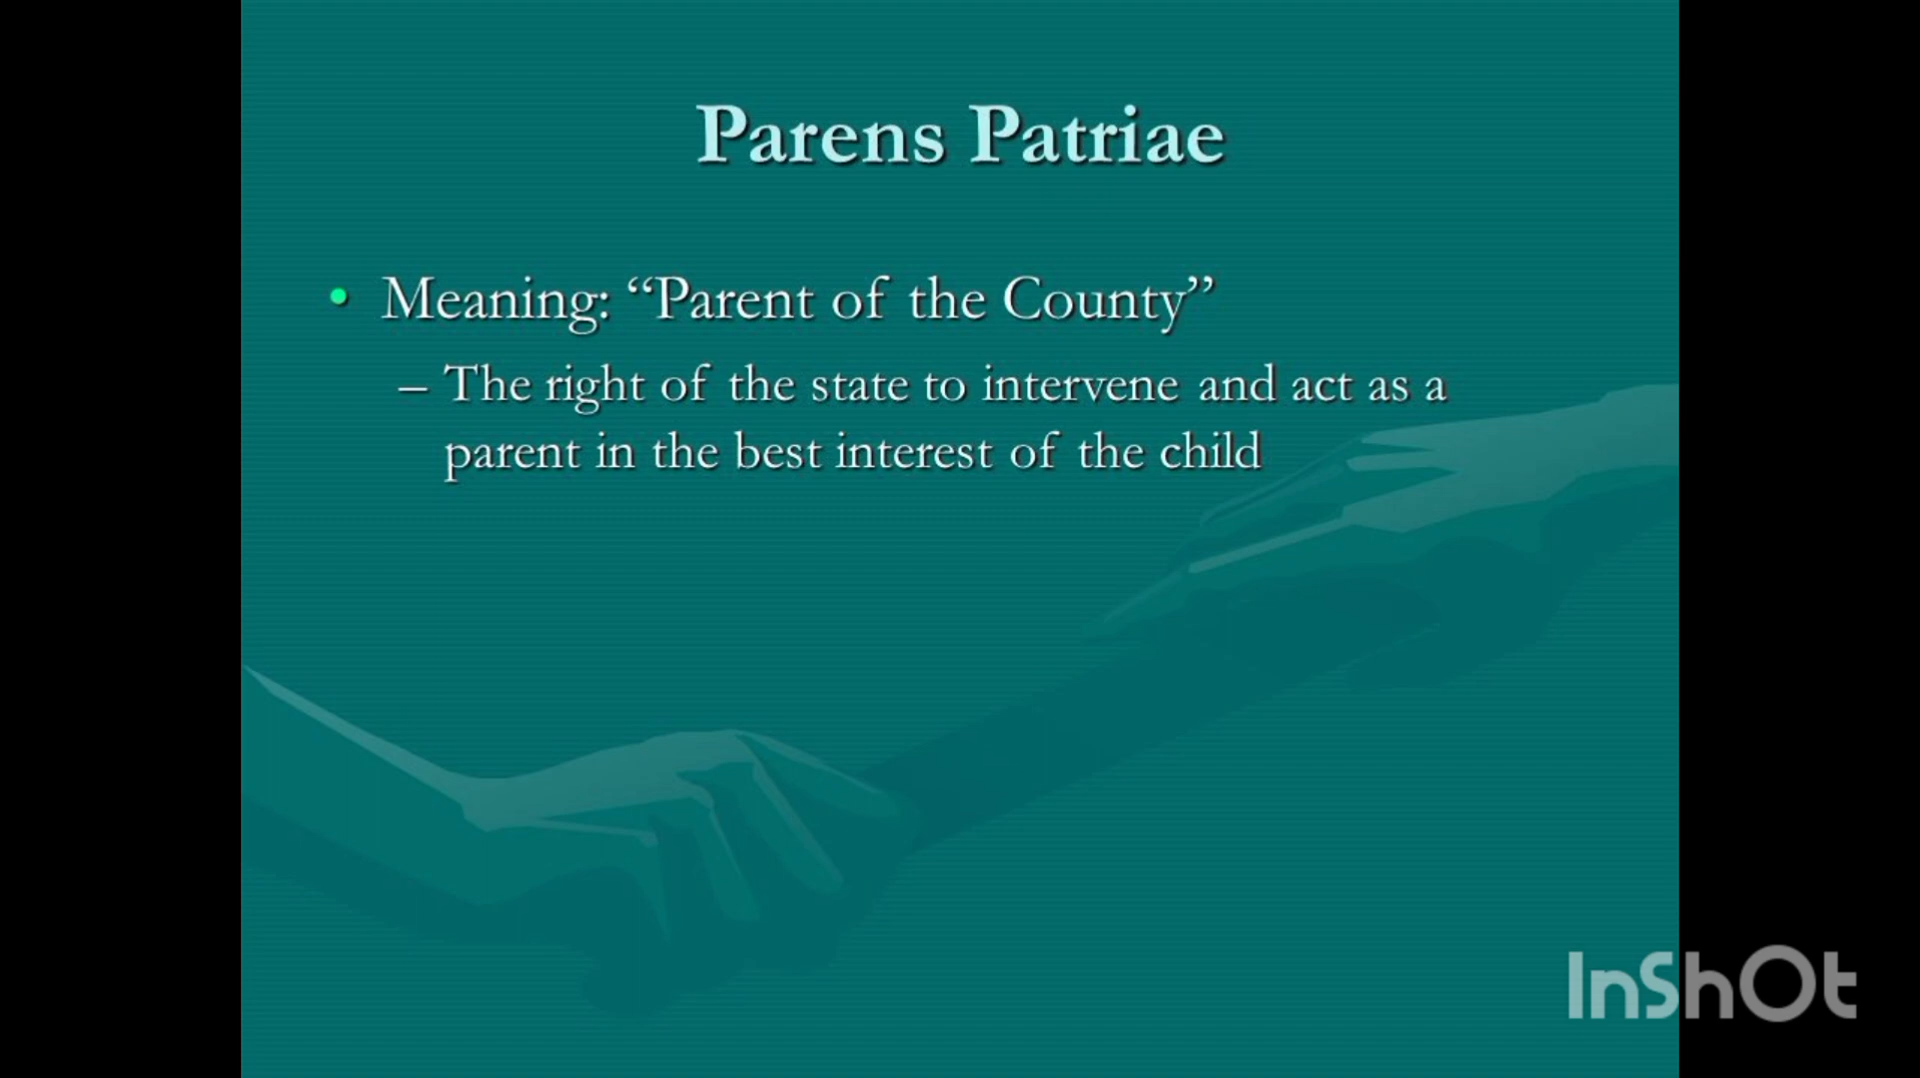 Parens Patriae
• Meaning: “Parent of the County”
– The right of the state to intervene and act as a
parent in the best interest of the child
InShOt